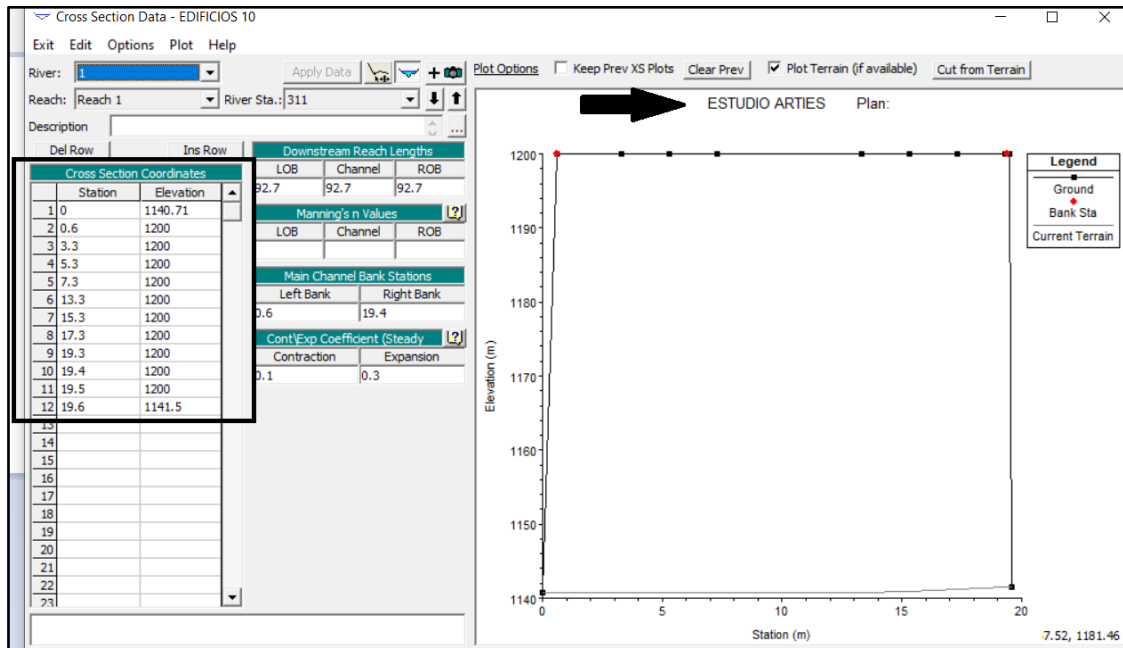 Cross Section Data - EDIFICIOS 10
Exit Edit Options Plot Help
River: 1
Apply Data
Plot Options Keep Prev XS Plots Clear Prev Plot Terrain (if available) Cut from Terrain
Reach: Reach 1 River Sta.: 311
Description ...
Del Row Ins Row
ESTUDIO ARTIES Plan:
Cross Section Coordinates
Station Elevation
1 0 1140.71
2 0.6 1200
3 3.3 1200
4 5.3 1200
5 7.3 1200
6 13.3 1200
7 15.3 1200
8 17.3 1200
9 19.3 1200
10 19.4 1200
11 19.5 1200
12 19.6 1141.5
13
14
15
16
17
18
19
20
21
22
23
Downstream Reach Lengths
LOB Channel ROB
92.7 92.7 92.7
Manning's n Values ?
LOB Channel ROB
Main Channel Bank Stations
Left Bank Right Bank
0.6 19.4
Cont\Exp Coefficient (Steady ?
Contraction Expansion
0.1 0.3
Elevation (m)
1200
1190
1180
1170
1160
1150
1140
0 5 10 15 20
Station (m)
Legend
Ground
Bank Sta
Current Terrain
7.52, 1181.46